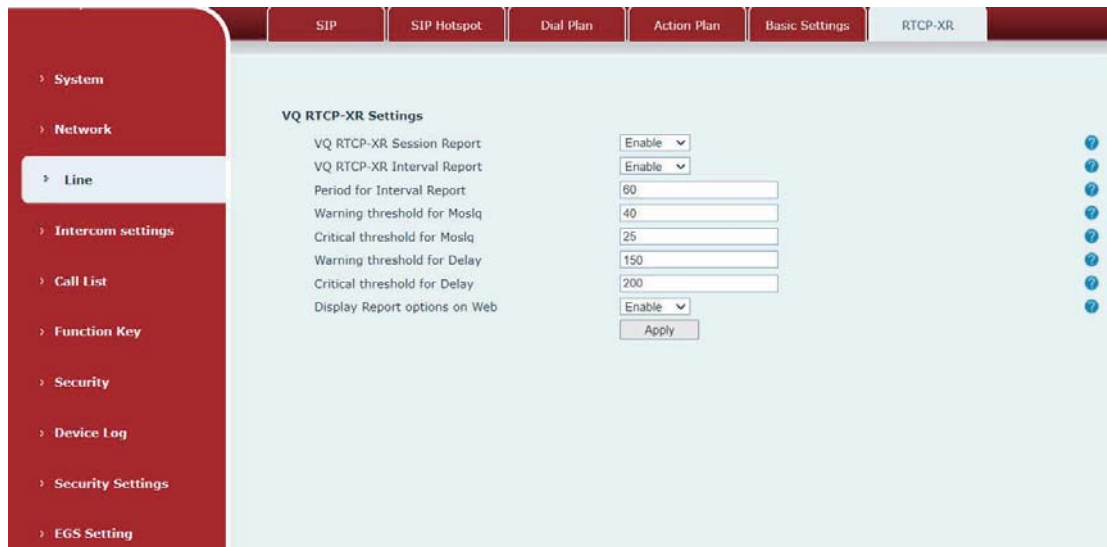 SIP
SIP Hotspot
Dial Plan
Action Plan
Basic Settings
RTCP-XR
› System
› Network
› Line
› Intercom settings
› Call List
› Function Key
› Security
› Device Log
› Security Settings
› EGS Setting
VQ RTCP-XR Settings
VQ RTCP-XR Session Report Enable ?
VQ RTCP-XR Interval Report Enable ?
Period for Interval Report 60 ?
Warning threshold for Moslq 40 ?
Critical threshold for Moslq 25 ?
Warning threshold for Delay 150 ?
Critical threshold for Delay 200 ?
Display Report options on Web Enable ?
Apply